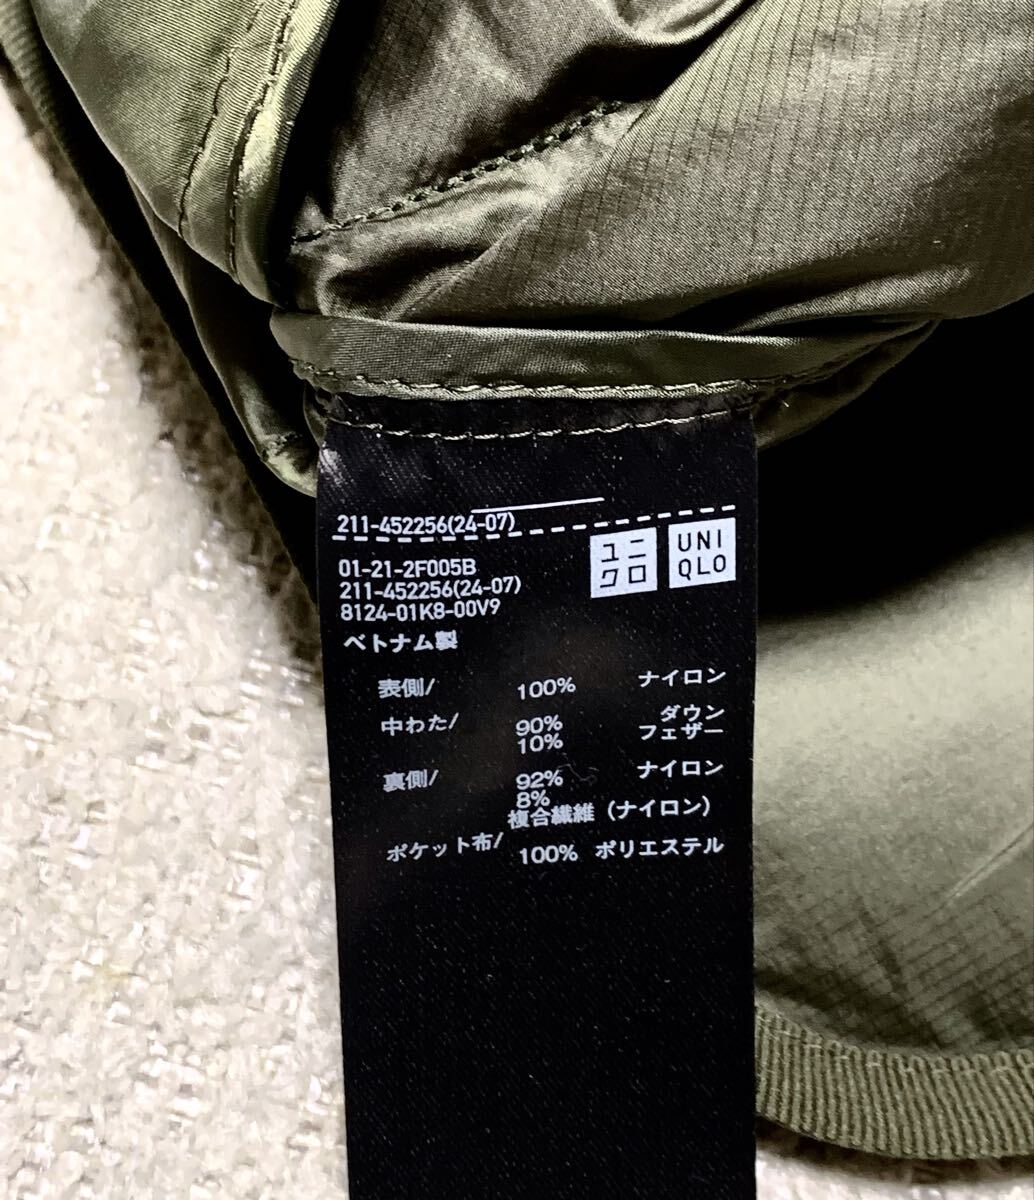 211-452256(24-07)
ユニ
クロ
UNI
QLO
01-21-2F005B
211-452256(24-07)
8124-01K8-00V9
ベトナム製
表側/ 100% ナイロン
中わた/ 90% ダウン
10% フェザー
裏側/ 92% ナイロン
8%
複合繊維（ナイロン）
ポケット布/ 100% ポリエステル